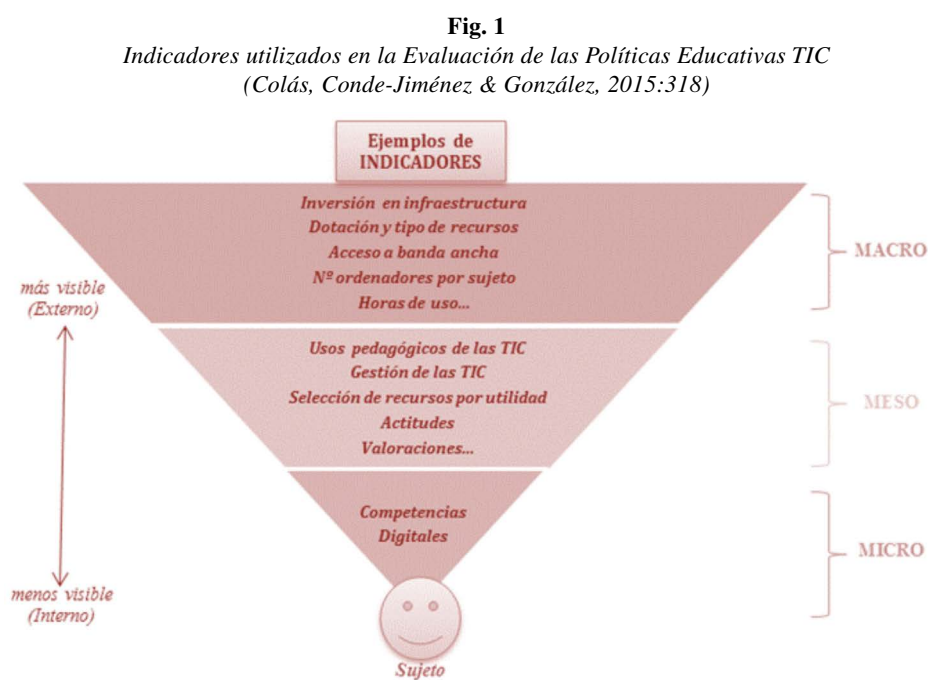 Fig. 1
Indicadores utilizados en la Evaluación de las Políticas Educativas TIC
(Colás, Conde-Jiménez & González, 2015:318)
Ejemplos de
INDICADORES
Inversión en infraestructura
Dotación y tipo de recursos
Acceso a banda ancha
Nº ordenadores por sujeto
Horas de uso...
MACRO
más visible
(Externo)
Usos pedagógicos de las TIC
Gestión de las TIC
Selección de recursos por utilidad
Actitudes
Valoraciones...
MESO
Competencias
Digitales
MICRO
menos visible
(Interno)
Sujeto